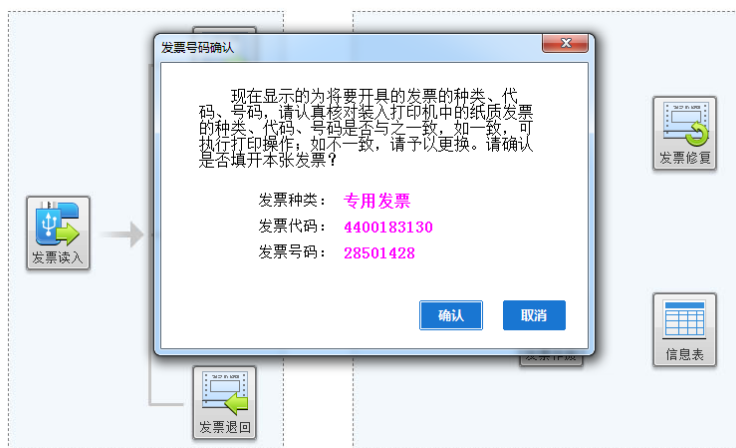 发票号码确认
现在显示的为将要开具的发票的种类、代
码、号码，请认真核对装入打印机中的纸质发票
的种类、代码、号码是否与之一致，如一致，可
执行打印操作；如不一致，请予以更换。请确认
是否填开本张发票？
发票种类： 专用发票
发票代码： 4400183130
发票号码： 28501428
确认 取消
发票读入
发票修复
信息表
发票退回